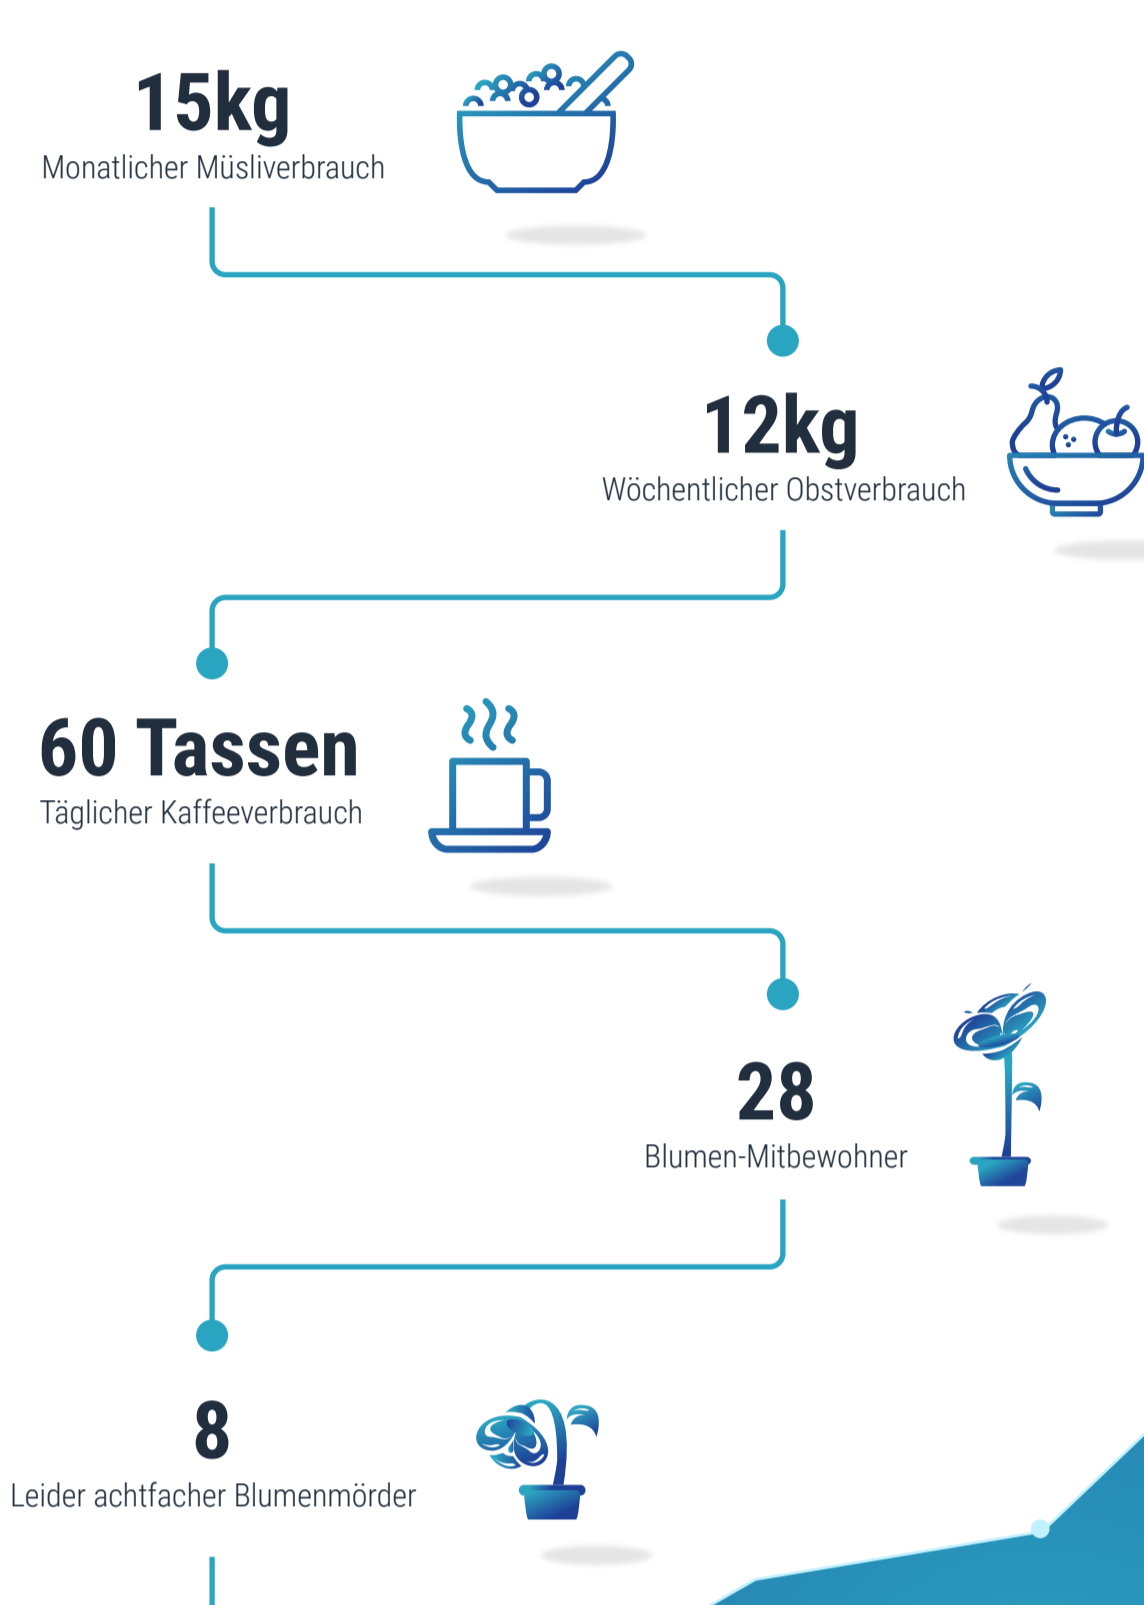 15kg
Monatlicher Müsliverbrauch
12kg
Wöchentlicher Obstverbrauch
60 Tassen
Täglicher Kaffeeverbrauch
28
Blumen-Mitbewohner
8
Leider achtfacher Blumenmörder